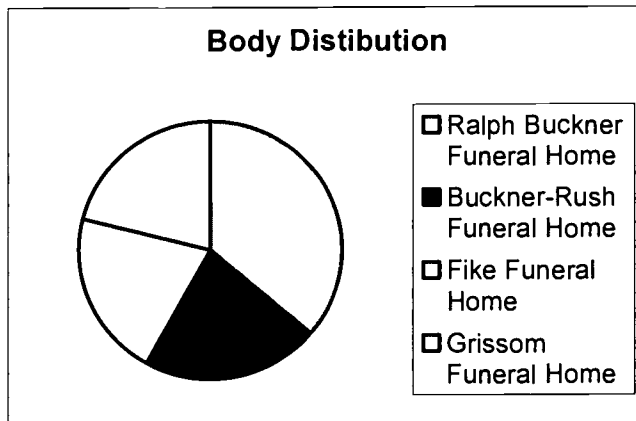 Body Distibution
Ralph Buckner
Funeral Home
Buckner-Rush
Funeral Home
Fike Funeral
Home
Grissom
Funeral Home